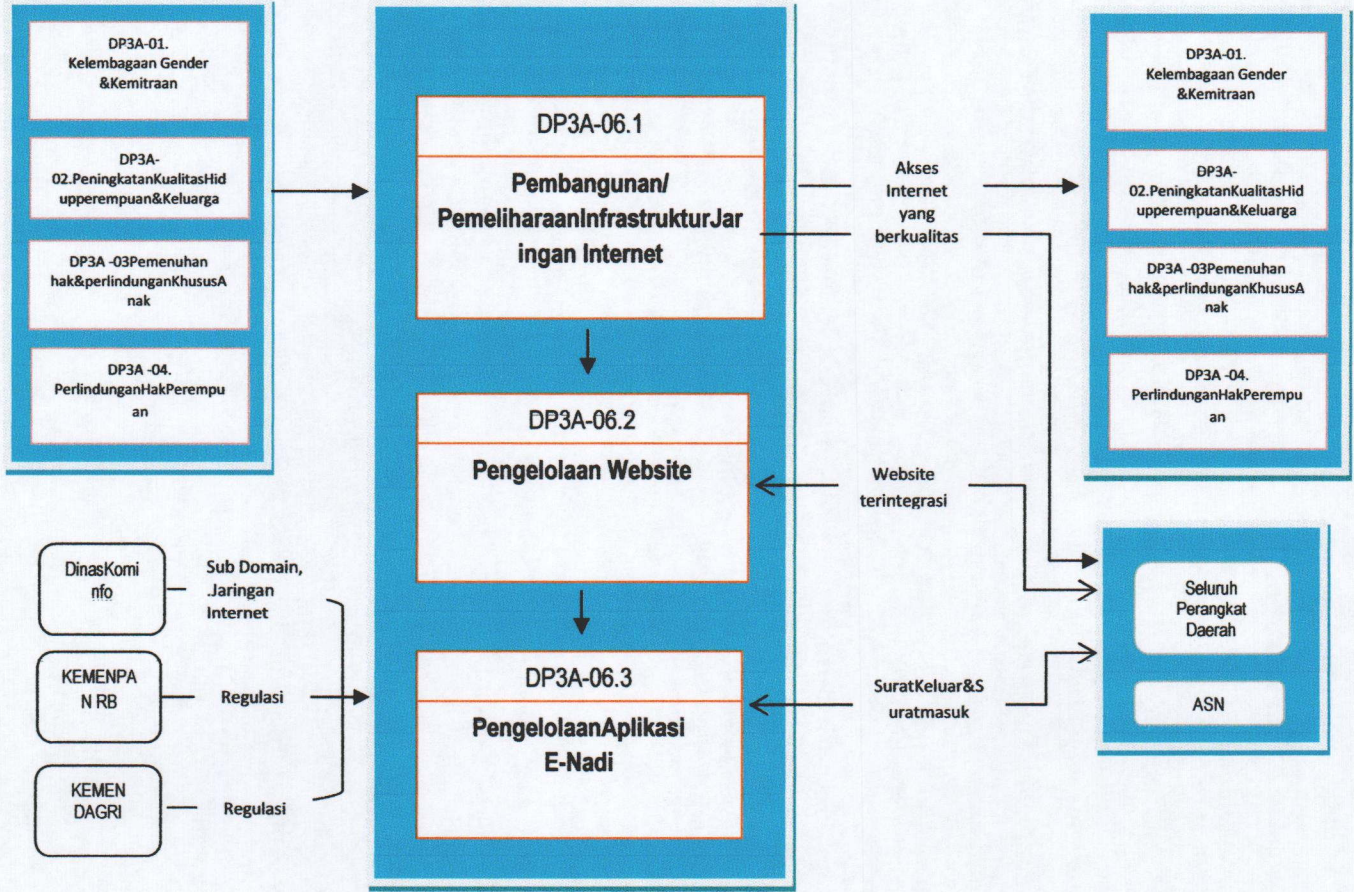 DP3A-01.
Kelembagaan Gender
&Kemitraan
DP3A-
02.PeningkatanKualitasHid
upperempuan&Keluarga
DP3A -03Pemenuhan
hak&perlindunganKhususA
nak
DP3A -04.
PerlindunganHakPerempu
an
DinasKomi
nfo
Sub Domain,
.Jaringan
Internet
KEMENPA
N RB
Regulasi
KEMEN
DAGRI
Regulasi
DP3A-06.1
Pembangunan/
PemeliharaanInfrastrukturJar
ingan Internet
DP3A-06.2
Pengelolaan Website
DP3A-06.3
PengelolaanAplikasi
E-Nadi
Akses
Internet
yang
berkualitas
Website
terintegrasi
SuratKeluar&S
uratmasuk
DP3A-01.
Kelembagaan Gender
&Kemitraan
DP3A-
02.PeningkatanKualitasHid
upperempuan&Keluarga
DP3A -03Pemenuhan
hak&perlindunganKhususA
nak
DP3A -04.
PerlindunganHakPerempu
an
Seluruh
Perangkat
Daerah
ASN